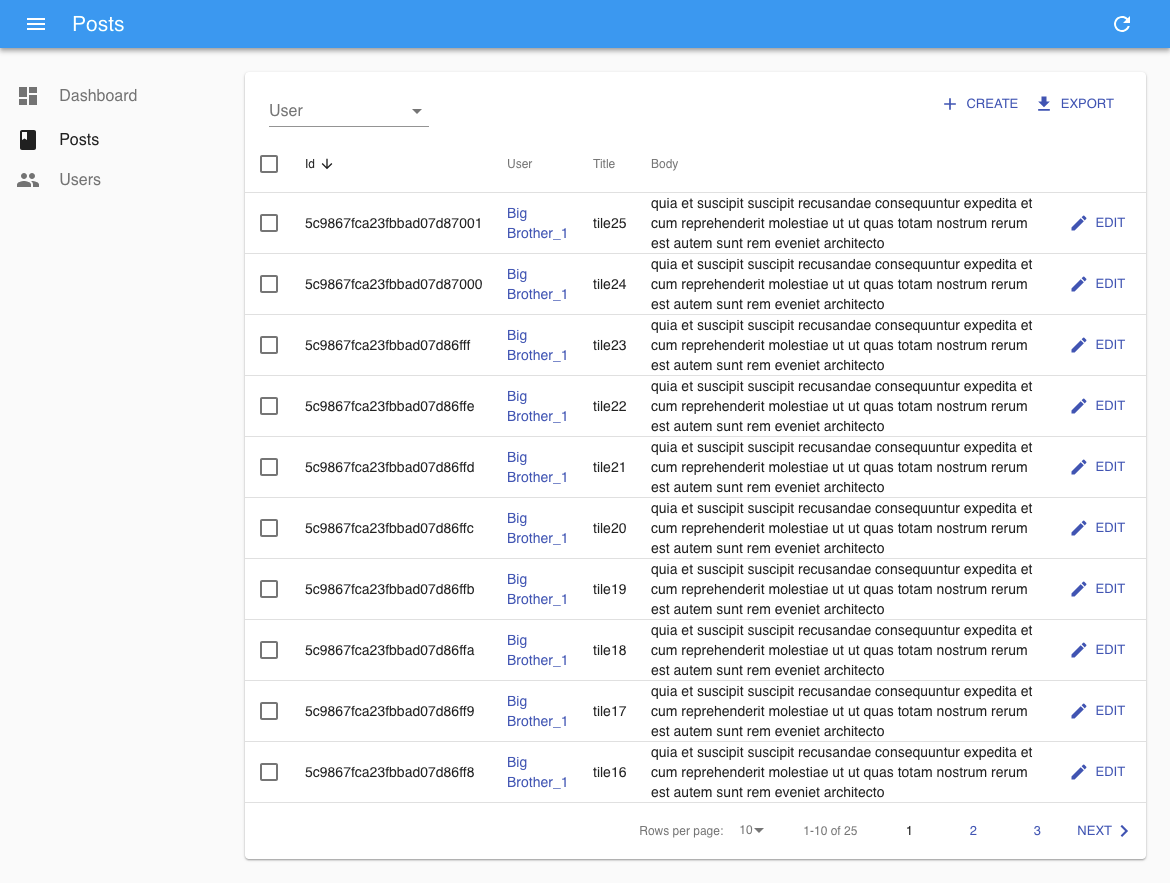 Posts
Dashboard
Posts
Users
User
CREATE EXPORT
Id User Title Body
5c9867fca23fbbad07d87001 Big Brother_1 tile25 quia et suscipit suscipit recusandae consequuntur expedita et
cum reprehenderit molestiae ut ut quas totam nostrum rerum
est autem sunt rem eveniet architecto EDIT
5c9867fca23fbbad07d87000 Big Brother_1 tile24 quia et suscipit suscipit recusandae consequuntur expedita et
cum reprehenderit molestiae ut ut quas totam nostrum rerum
est autem sunt rem eveniet architecto EDIT
5c9867fca23fbbad07d86fff Big Brother_1 tile23 quia et suscipit suscipit recusandae consequuntur expedita et
cum reprehenderit molestiae ut ut quas totam nostrum rerum
est autem sunt rem eveniet architecto EDIT
5c9867fca23fbbad07d86ffe Big Brother_1 tile22 quia et suscipit suscipit recusandae consequuntur expedita et
cum reprehenderit molestiae ut ut quas totam nostrum rerum
est autem sunt rem eveniet architecto EDIT
5c9867fca23fbbad07d86ffd Big Brother_1 tile21 quia et suscipit suscipit recusandae consequuntur expedita et
cum reprehenderit molestiae ut ut quas totam nostrum rerum
est autem sunt rem eveniet architecto EDIT
5c9867fca23fbbad07d86ffc Big Brother_1 tile20 quia et suscipit suscipit recusandae consequuntur expedita et
cum reprehenderit molestiae ut ut quas totam nostrum rerum
est autem sunt rem eveniet architecto EDIT
5c9867fca23fbbad07d86ffb Big Brother_1 tile19 quia et suscipit suscipit recusandae consequuntur expedita et
cum reprehenderit molestiae ut ut quas totam nostrum rerum
est autem sunt rem eveniet architecto EDIT
5c9867fca23fbbad07d86ffa Big Brother_1 tile18 quia et suscipit suscipit recusandae consequuntur expedita et
cum reprehenderit molestiae ut ut quas totam nostrum rerum
est autem sunt rem eveniet architecto EDIT
5c9867fca23fbbad07d86ff9 Big Brother_1 tile17 quia et suscipit suscipit recusandae consequuntur expedita et
cum reprehenderit molestiae ut ut quas totam nostrum rerum
est autem sunt rem eveniet architecto EDIT
5c9867fca23fbbad07d86ff8 Big Brother_1 tile16 quia et suscipit suscipit recusandae consequuntur expedita et
cum reprehenderit molestiae ut ut quas totam nostrum rerum
est autem sunt rem eveniet architecto EDIT
Rows per page: 10 1-10 of 25 1 2 3 NEXT